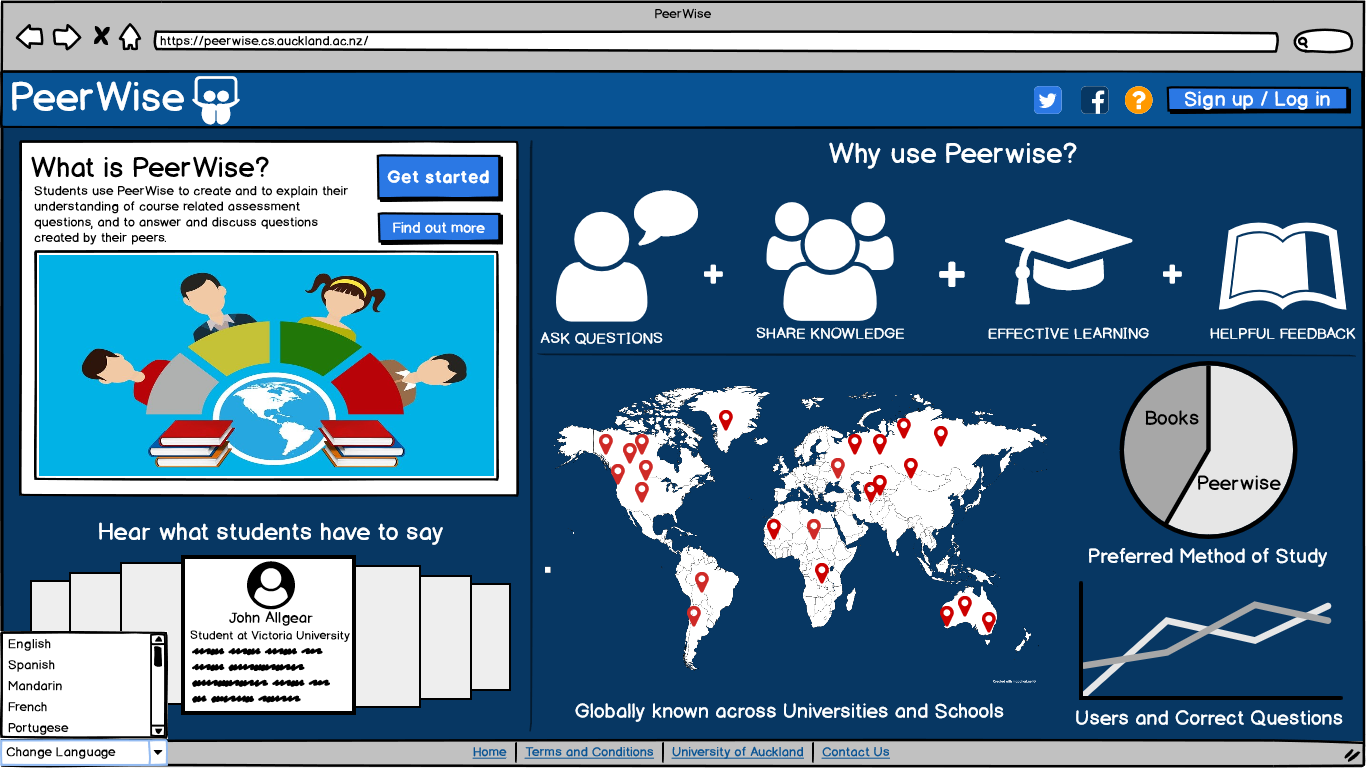 PeerWise
https://peerwise.cs.auckland.ac.nz/
PeerWise
Sign up / Log in
What is PeerWise?
Students use PeerWise to create and to explain their
understanding of course related assessment
questions, and to answer and discuss questions
created by their peers.
Get started
Find out more
Why use Peerwise?
ASK QUESTIONS
+
SHARE KNOWLEDGE
+
EFFECTIVE LEARNING
+
HELPFUL FEEDBACK
Hear what students have to say
John Allgear
Student at Victoria University
English
Spanish
Mandarin
French
Portugese
Change Language
Globally known across Universities and Schools
Books
Peerwise
Preferred Method of Study
Users and Correct Questions
Home
Terms and Conditions
University of Auckland
Contact Us